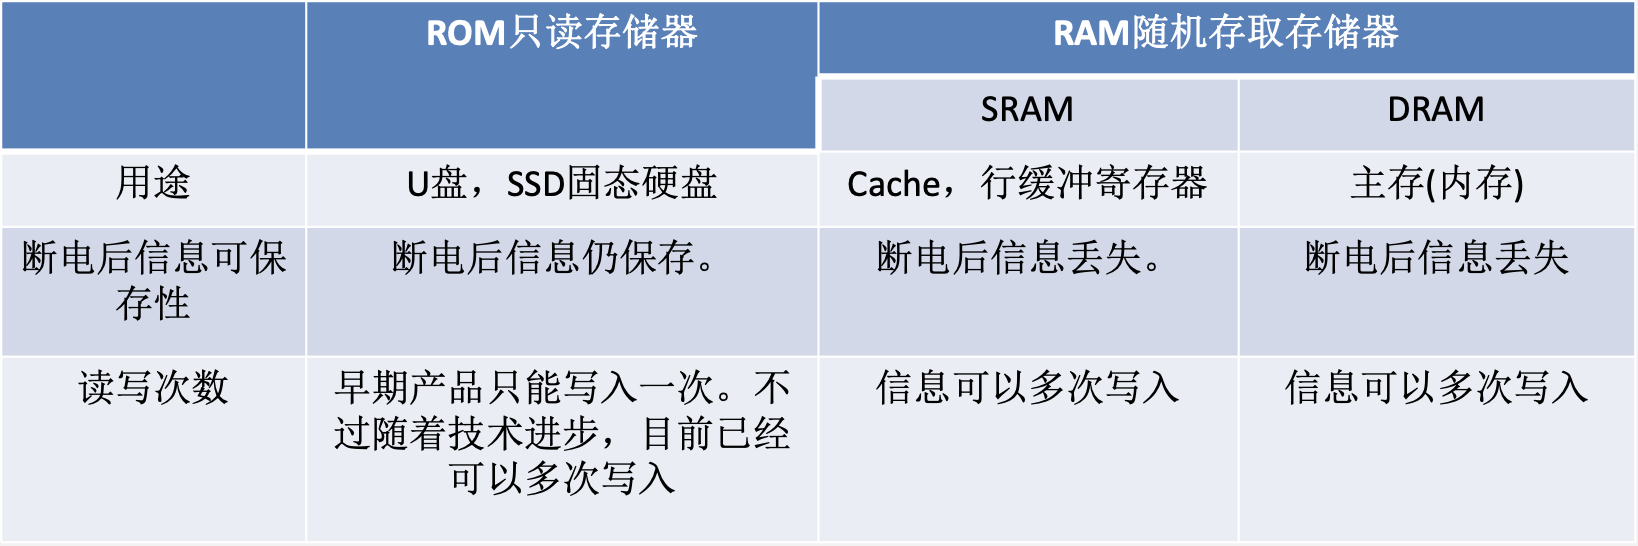 ROM只读存储器
RAM随机存取存储器
SRAM
DRAM
用途
U盘，SSD固态硬盘
Cache，行缓冲寄存器
主存(内存)
断电后信息可保
存性
断电后信息仍保存。
断电后信息丢失。
断电后信息丢失
读写次数
早期产品只能写入一次。不
过随着技术进步，目前已经
可以多次写入
信息可以多次写入
信息可以多次写入